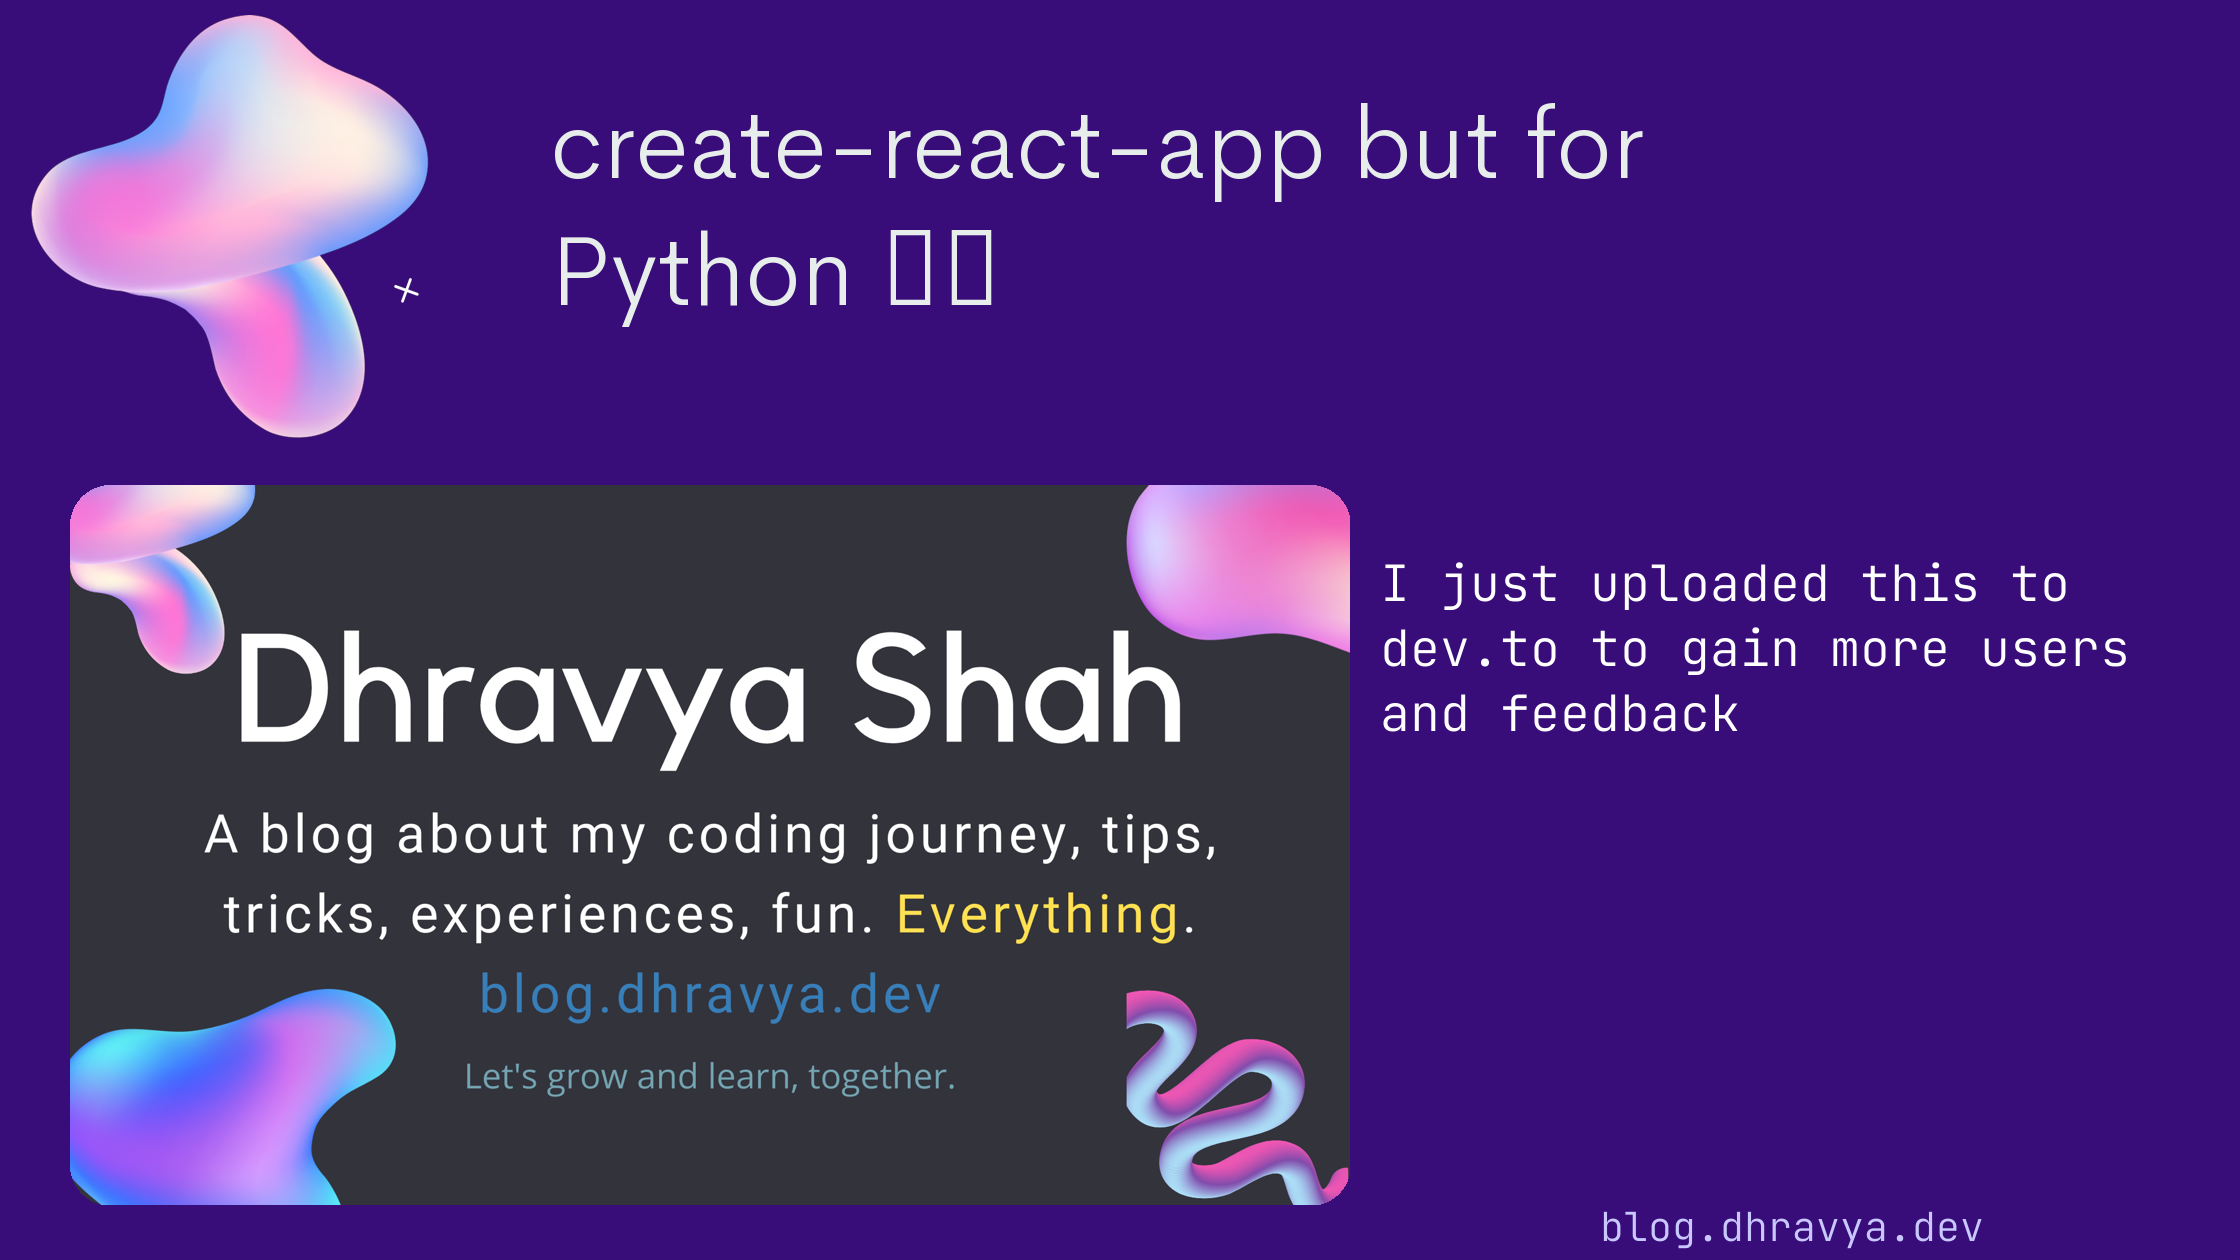 create-react-app but for
Python
Dhravya Shah
A blog about my coding journey, tips,
tricks, experiences, fun. Everything.
blog.dhravya.dev
Let's grow and learn, together.
I just uploaded this to
dev.to to gain more users
and feedback
blog.dhravya.dev